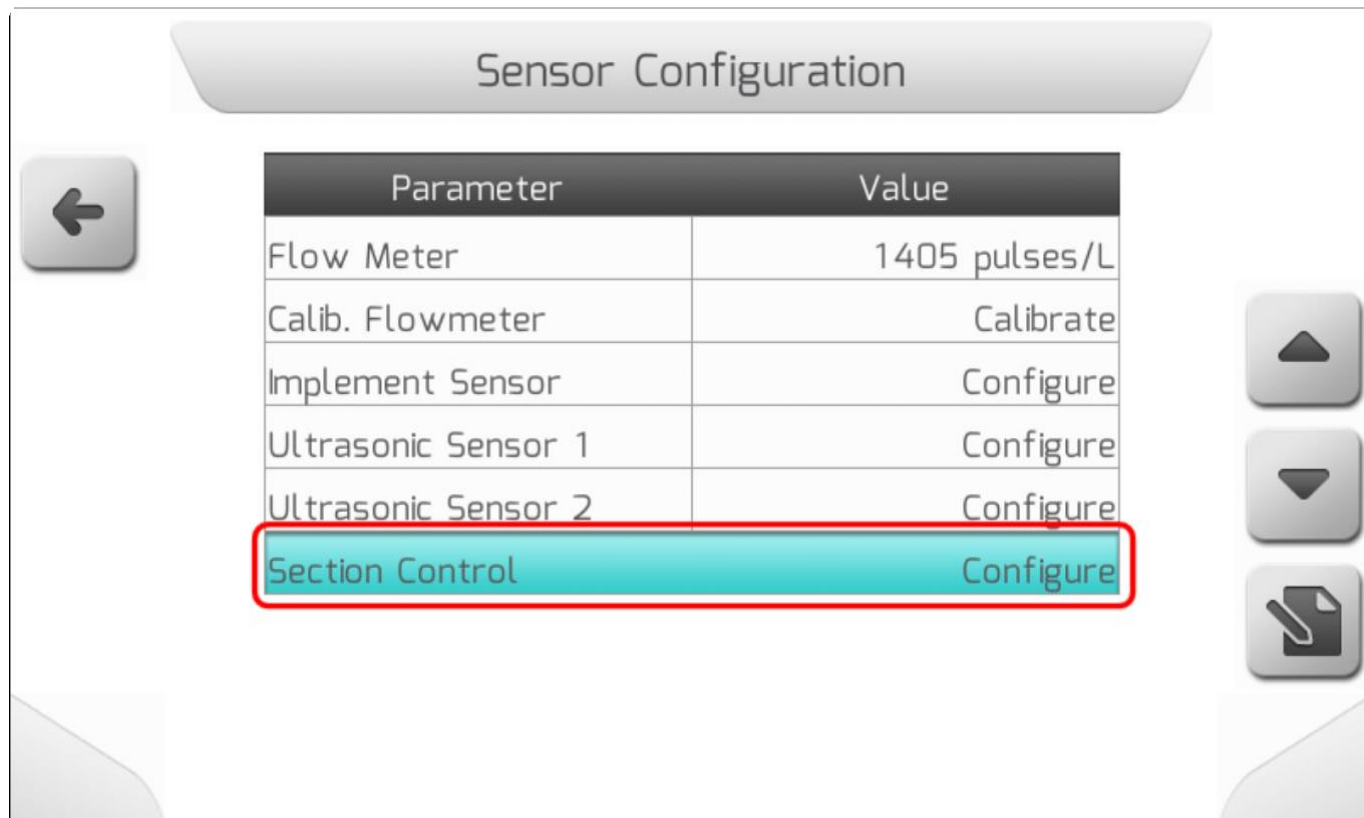 Sensor Configuration
Parameter Value
Flow Meter 1405 pulses/L
Calib. Flowmeter Calibrate
Implement Sensor Configure
Ultrasonic Sensor 1 Configure
Ultrasonic Sensor 2 Configure
Section Control Configure